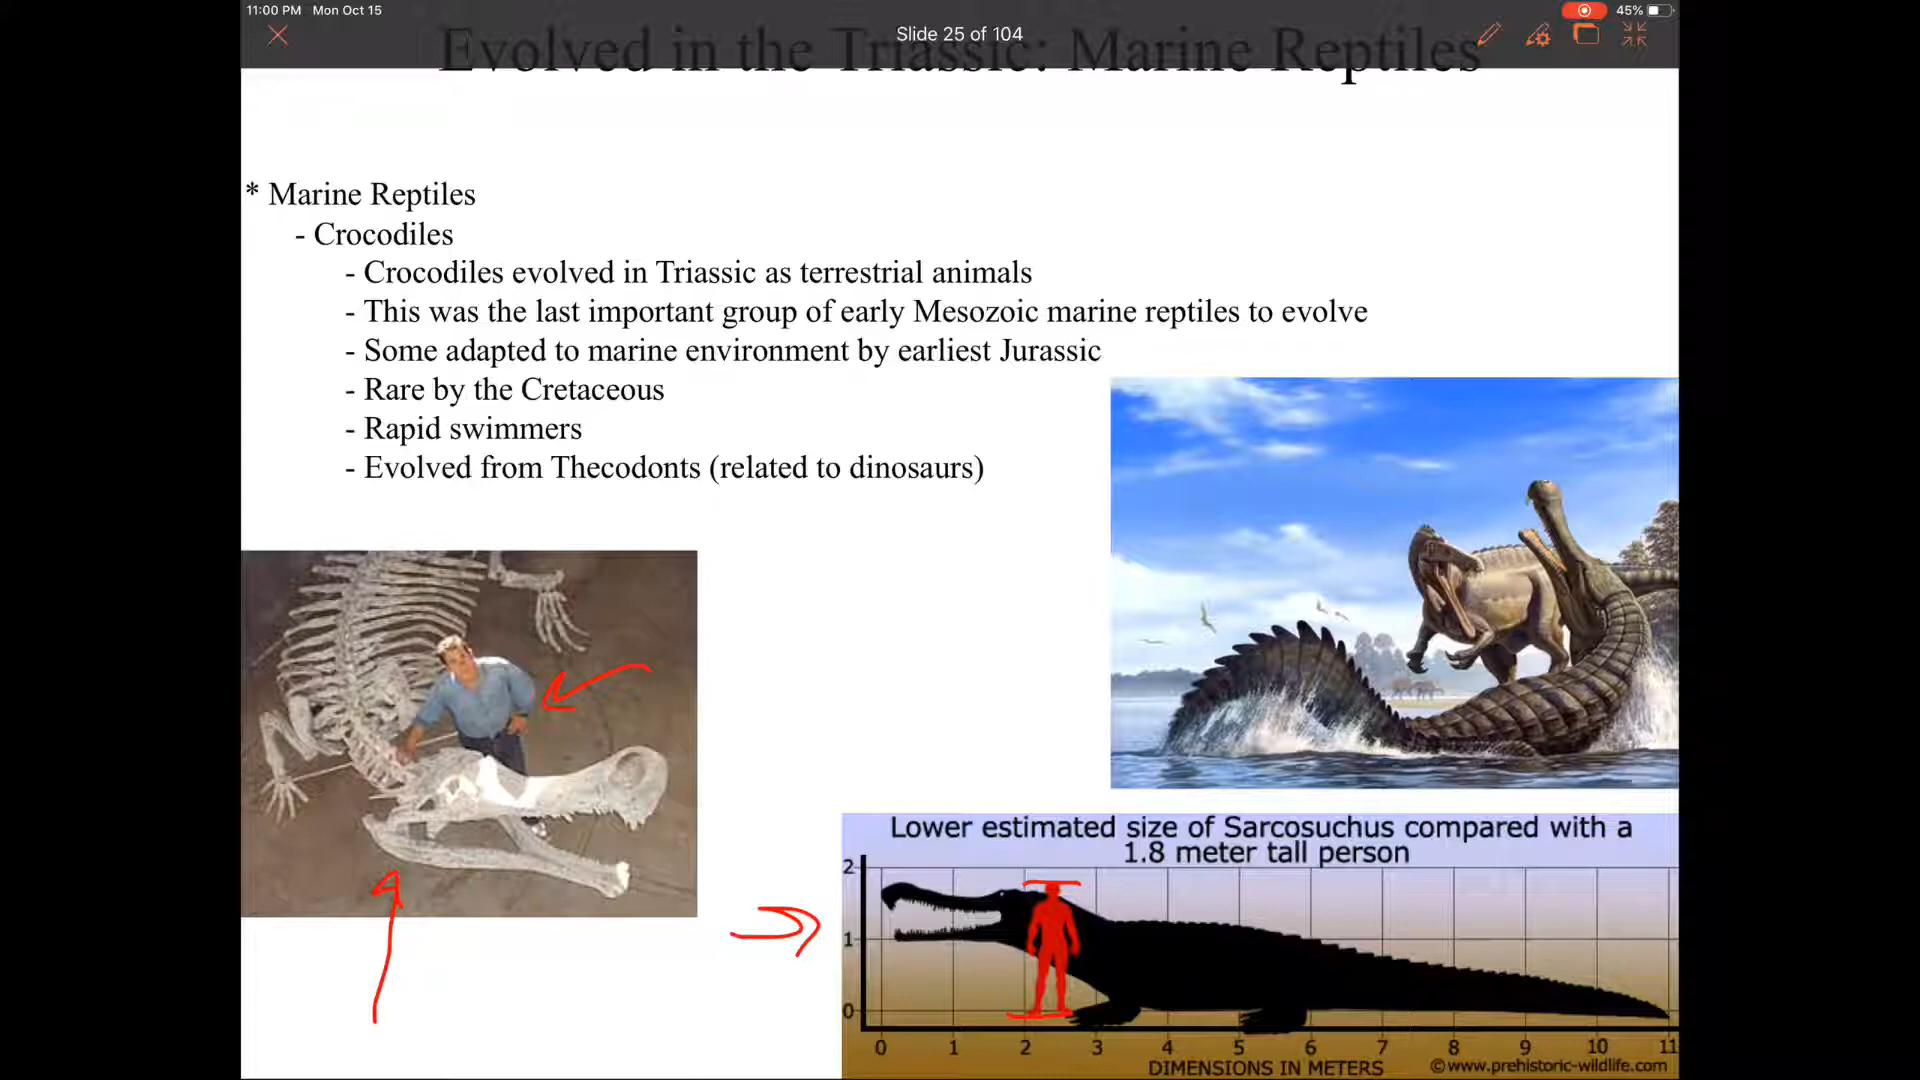 11:00 PM Mon Oct 15
45%
Slide 25 of 104
Evolved in the Triassic: Marine Reptiles
* Marine Reptiles
- Crocodiles
- Crocodiles evolved in Triassic as terrestrial animals
- This was the last important group of early Mesozoic marine reptiles to evolve
- Some adapted to marine environment by earliest Jurassic
- Rare by the Cretaceous
- Rapid swimmers
- Evolved from Thecodonts (related to dinosaurs)
Lower estimated size of Sarcosuchus compared with a
1.8 meter tall person
2
1
0
0 1 2 3 4 5 6 7 8 9 10 11
DIMENSIONS IN METERS ©www.prehistoric-wildlife.com